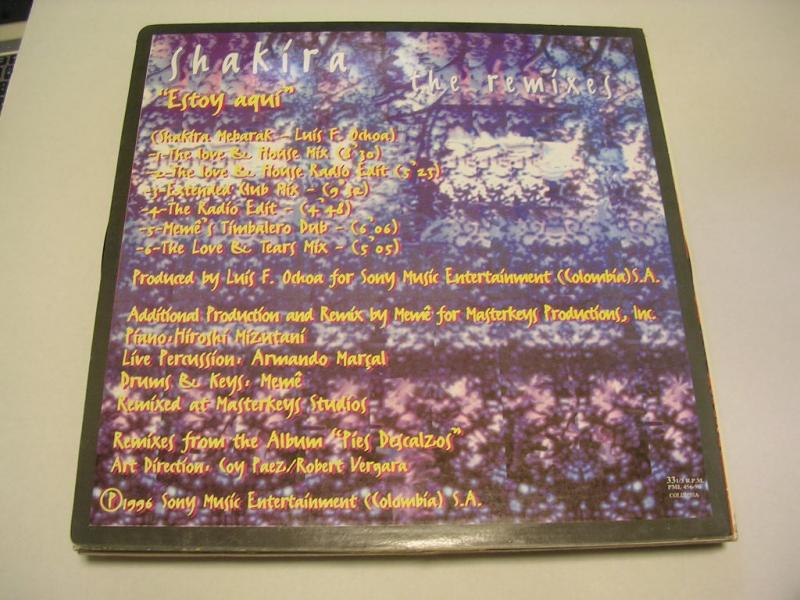 shakira
the remixes
"Estoy aquí"
(Shakira Mebarak - Luis F. Ochoa)
-1-The love & House Mix (8'30)
-2-The love & House Radio Edit (5'25)
-3-Extended Club Mix - (9'52)
-4-The Radio Edit - (4'48)
-5-Memê's Timbalero Dub - (6'06)
-6-The Love & Tears Mix - (5'05)
Produced by Luis F. Ochoa for Sony Music Entertainment (Colombia) S.A.
Additional Production and Remix by Memê for Masterkeys Productions, Inc.
Piano: Hiroshi Mizutani
Live Percussion: Armando Marçal
Drums & Keys: Memê
Remixed at Masterkeys Studios
Remixes from the Album "Pies Descalzos"
Art Direction: Coy Paez/Robert Vergara
Ⓟ1996 Sony Music Entertainment (Colombia) S.A.
33 1/3 R.P.M.
PML